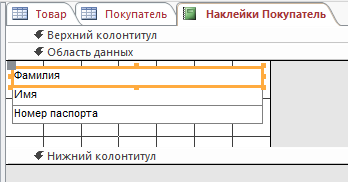 Товар Покупатель Наклейки Покупатель
Верхний колонтитул
Область данных
Фамилия
Имя
Номер паспорта
Нижний колонтитул